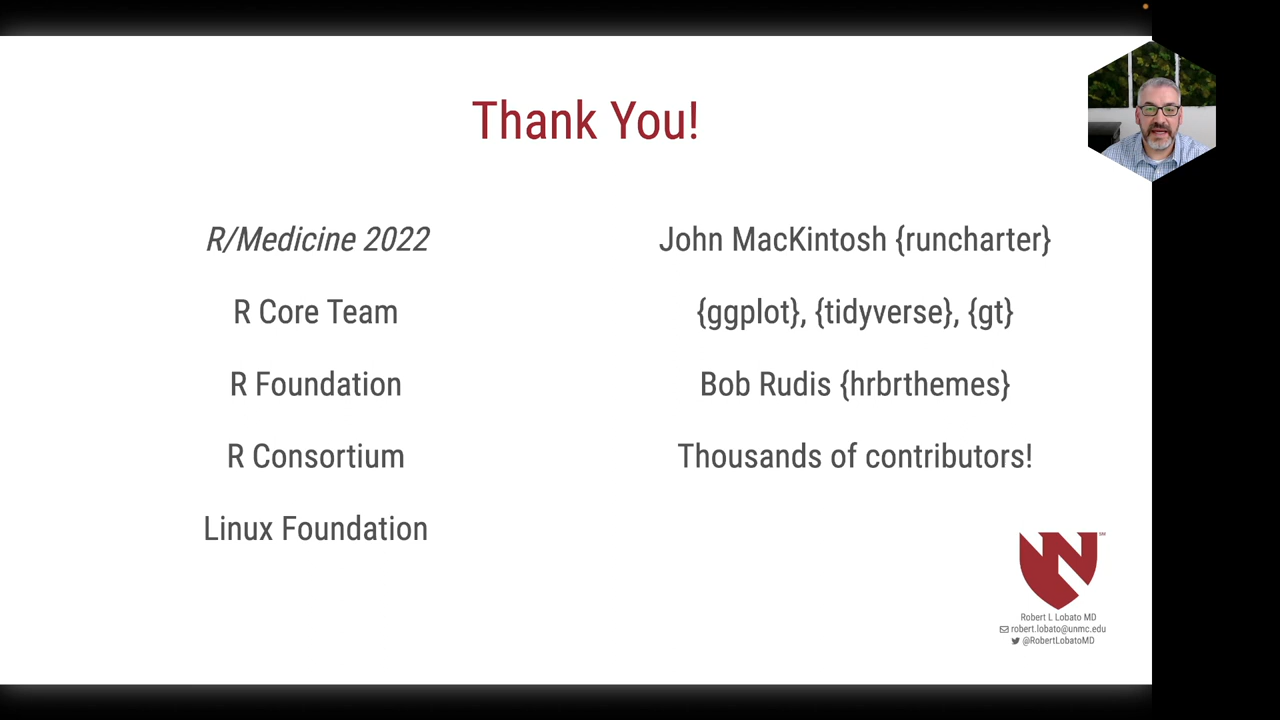 Thank You!
R/Medicine 2022
R Core Team
R Foundation
R Consortium
Linux Foundation
John MacKintosh {runcharter}
{ggplot}, {tidyverse}, {gt}
Bob Rudis {hrbrthemes}
Thousands of contributors!
SM
Robert L Lobato MD
robert.lobato@unmc.edu
@RobertLobatoMD